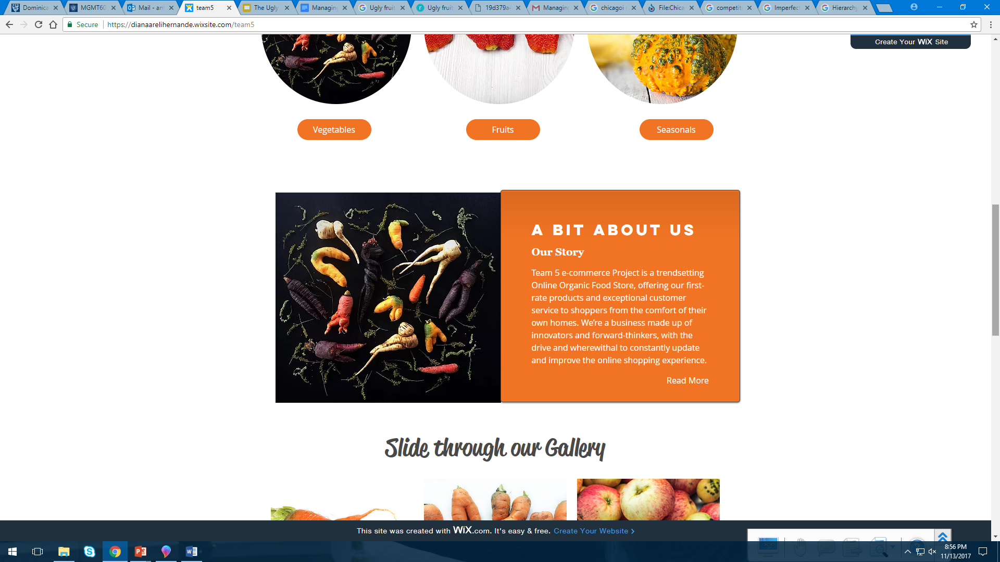 Dominica
MGMT60
Mail - an
team5
The Ugly
Managing
Ugly fruit
Ugly fruit
19d379a
Managing
chicagoi
File:Chica
competit
Imperfec
Hierarchy
Secure https://dianaarelihernande.wixsite.com/team5
Create Your WiX Site
Vegetables
Fruits
Seasonals
A BIT ABOUT US
Our Story
Team 5 e-commerce Project is a trendsetting
Online Organic Food Store, offering our first-
rate products and exceptional customer
service to shoppers from the comfort of their
own homes. We're a business made up of
innovators and forward-thinkers, with the
drive and wherewithal to constantly update
and improve the online shopping experience.
Read More
Slide through our Gallery
This site was created with WiX.com. It's easy & free. Create Your Website >
8:56 PM
11/13/2017